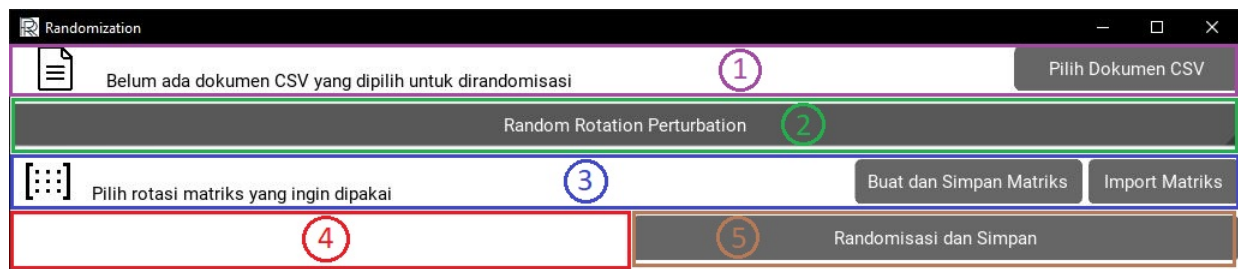 Randomization
Belum ada dokumen CSV yang dipilih untuk dirandomisasi 1 Pilih Dokumen CSV
Random Rotation Perturbation 2
Pilih rotasi matriks yang ingin dipakai 3 Buat dan Simpan Matriks Import Matriks
4 5 Randomisasi dan Simpan